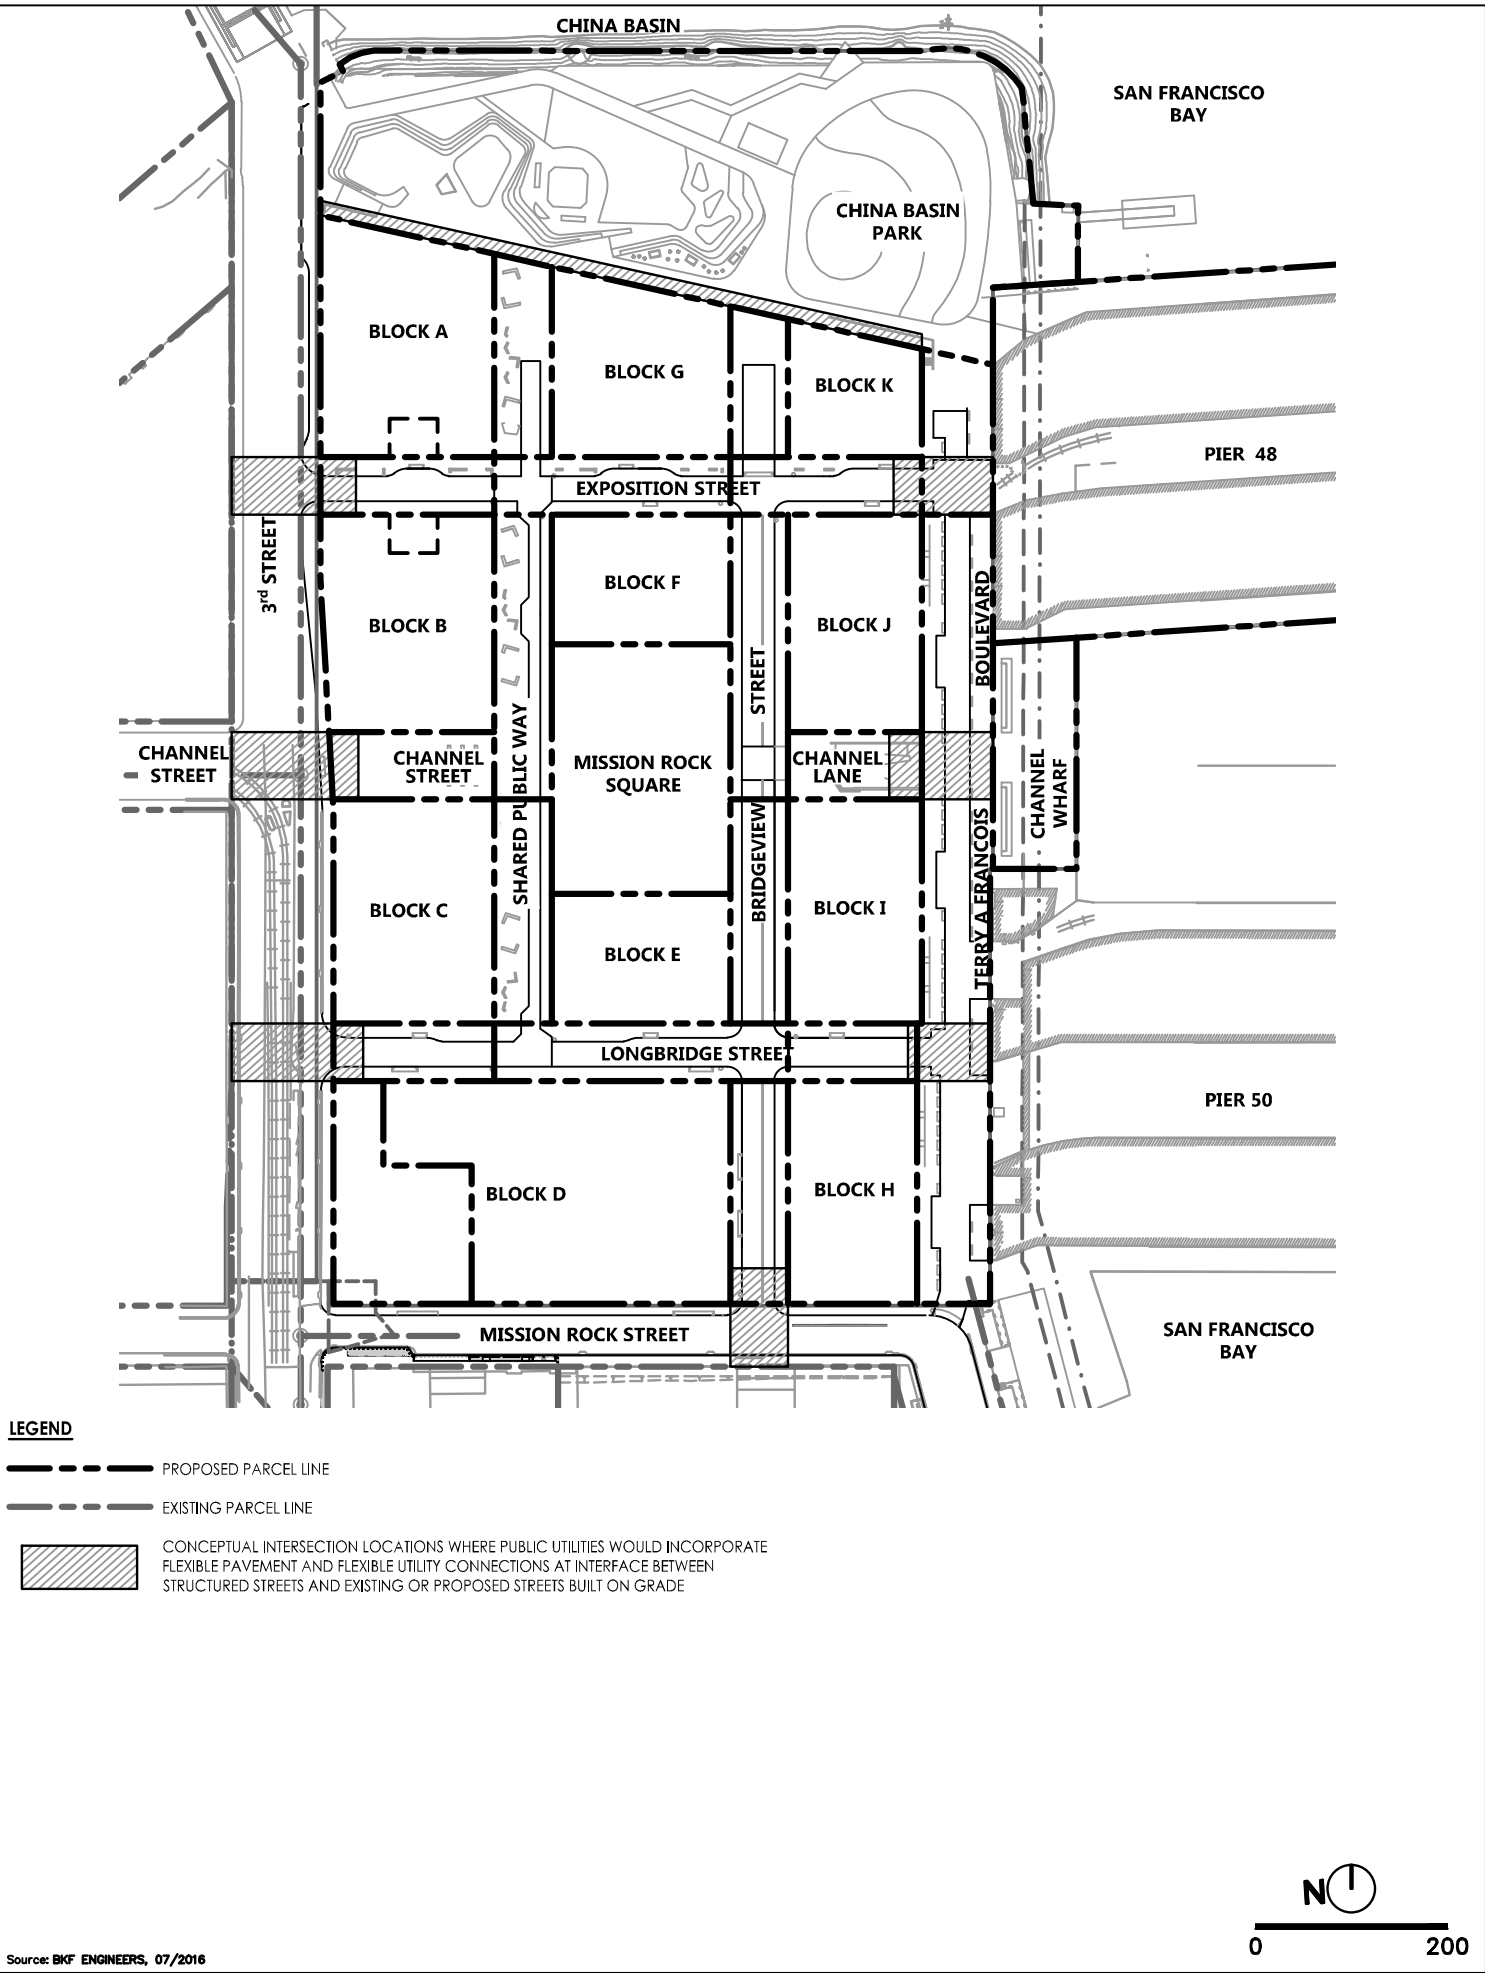 CHINA BASIN
SAN FRANCISCO
BAY
CHINA BASIN
PARK
BLOCK A
BLOCK G
BLOCK K
PIER 48
EXPOSITION STREET
3rd STREET
BLOCK B
BLOCK F
BLOCK J
TERRY A FRANCOIS BOULEVARD
BRIDGEVIEW STREET
SHARED PUBLIC WAY
CHANNEL
STREET
CHANNEL
STREET
MISSION ROCK
SQUARE
CHANNEL
LANE
CHANNEL
WHARF
BLOCK C
BLOCK E
BLOCK I
LONGBRIDGE STREET
PIER 50
BLOCK D
BLOCK H
MISSION ROCK STREET
SAN FRANCISCO
BAY
LEGEND
PROPOSED PARCEL LINE
EXISTING PARCEL LINE
CONCEPTUAL INTERSECTION LOCATIONS WHERE PUBLIC UTILITIES WOULD INCORPORATE
FLEXIBLE PAVEMENT AND FLEXIBLE UTILITY CONNECTIONS AT INTERFACE BETWEEN
STRUCTURED STREETS AND EXISTING OR PROPOSED STREETS BUILT ON GRADE
N
0 200
Source: BKF ENGINEERS, 07/2016